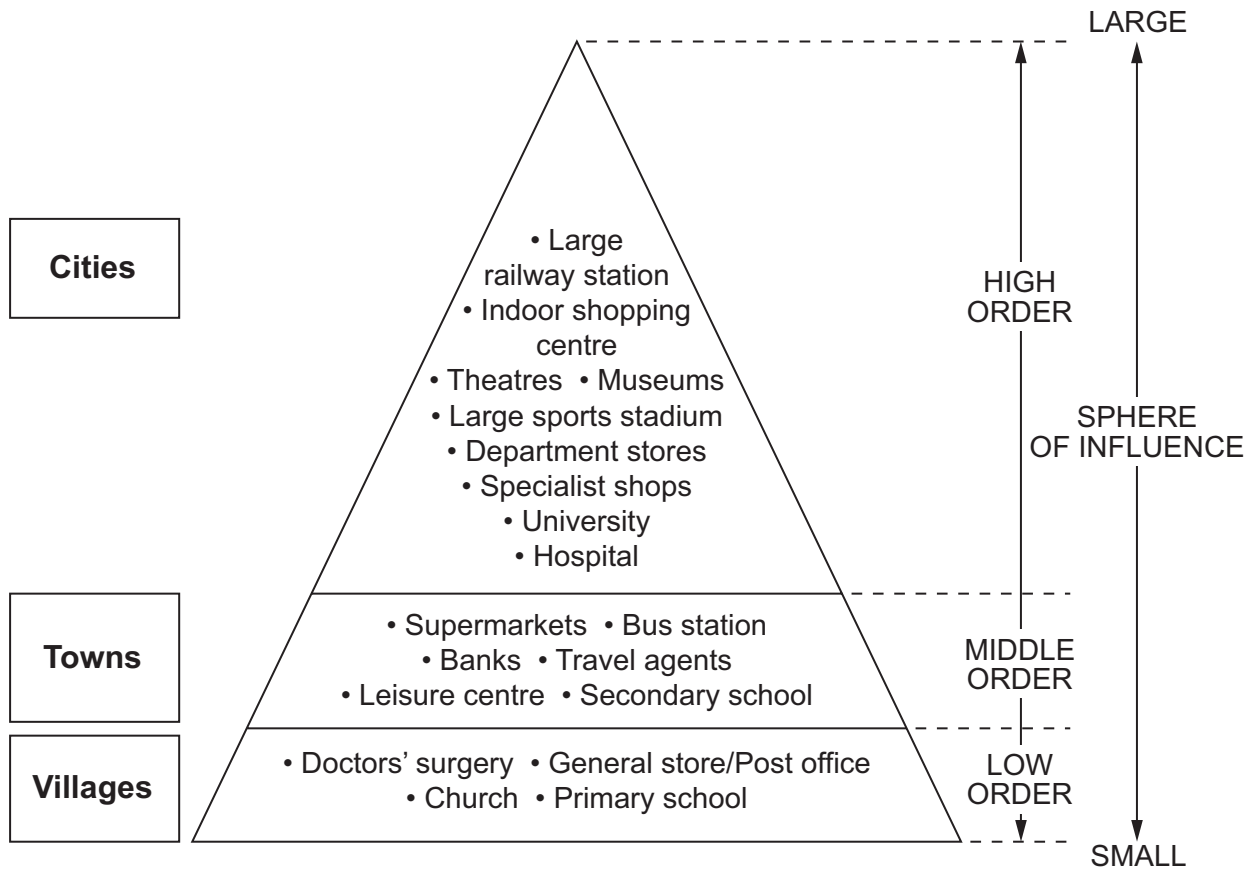 LARGE
Cities
• Large
railway station
• Indoor shopping
centre
• Theatres • Museums
• Large sports stadium
• Department stores
• Specialist shops
• University
• Hospital
HIGH
ORDER
SPHERE
OF INFLUENCE
Towns
• Supermarkets • Bus station
• Banks • Travel agents
• Leisure centre • Secondary school
MIDDLE
ORDER
Villages
• Doctors’ surgery • General store/Post office
• Church • Primary school
LOW
ORDER
SMALL